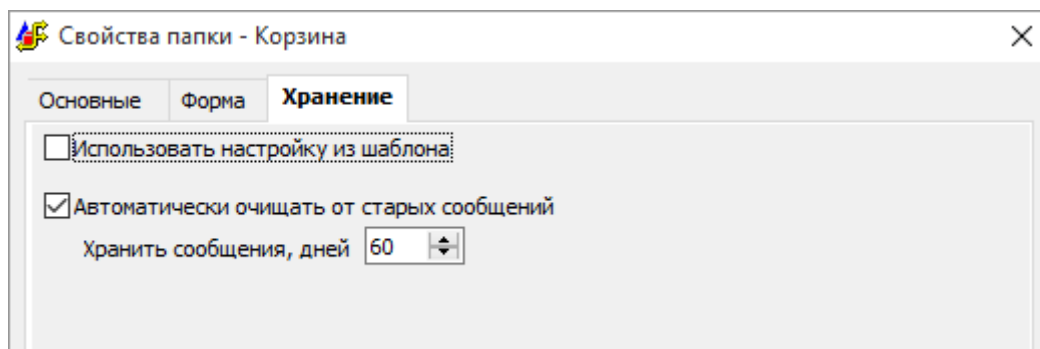 Свойства папки - Корзина
Основные Форма Хранение
Использовать настройку из шаблона
Автоматически очищать от старых сообщений
Хранить сообщения, дней 60